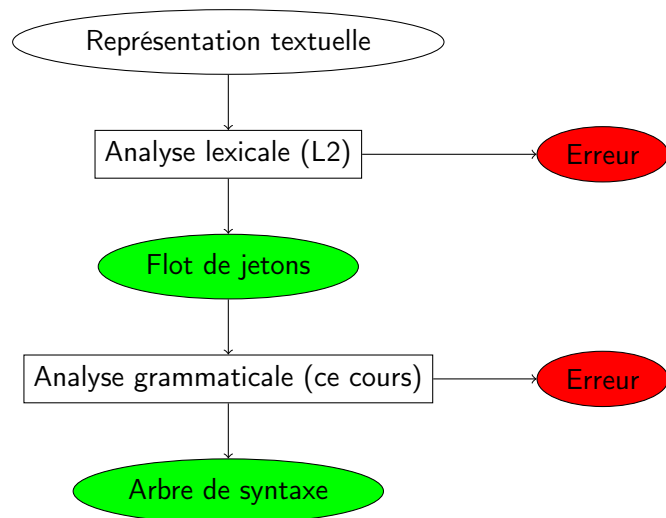 Représentation textuelle
Analyse lexicale (L2)
Erreur
Flot de jetons
Analyse grammaticale (ce cours)
Erreur
Arbre de syntaxe